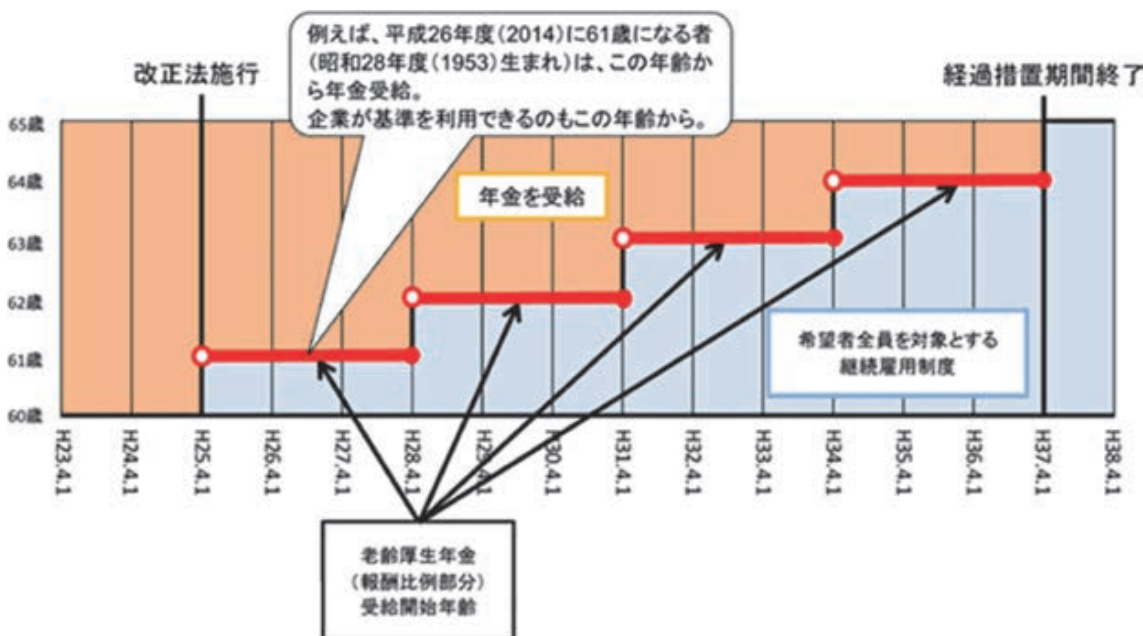 例えば、平成26年度(2014)に61歳になる者
(昭和28年度(1953)生まれ)は、この年齢か
ら年金受給。
企業が基準を利用できるのもこの年齢から。
改正法施行
経過措置期間終了
65歳
64歳
63歳
62歳
61歳
60歳
年金を受給
希望者全員を対象とする
継続雇用制度
H23.4.1
H24.4.1
H25.4.1
H26.4.1
H27.4.1
H28.4.1
H29.4.1
H30.4.1
H31.4.1
H32.4.1
H33.4.1
H34.4.1
H35.4.1
H36.4.1
H37.4.1
H38.4.1
老齢厚生年金
(報酬比例部分)
受給開始年齢